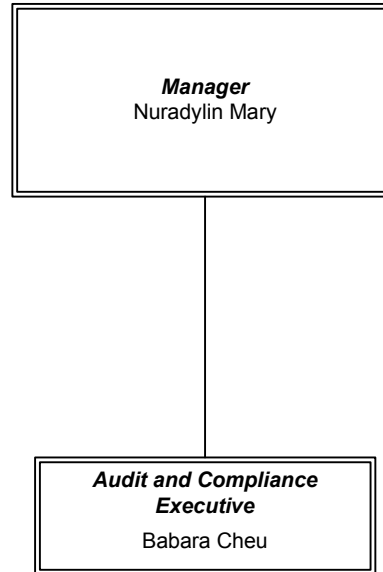 Manager
Nuradylin Mary
Audit and Compliance
Executive
Babara Cheu